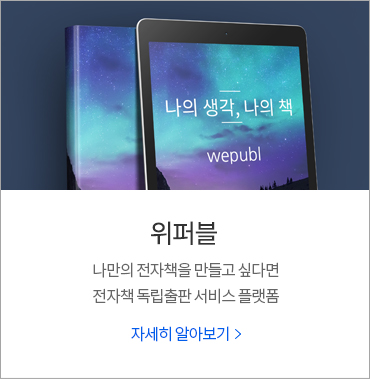 나의 생각, 나의 책
wepubl
위퍼블
나만의 전자책을 만들고 싶다면
전자책 독립출판 서비스 플랫폼
자세히 알아보기 >